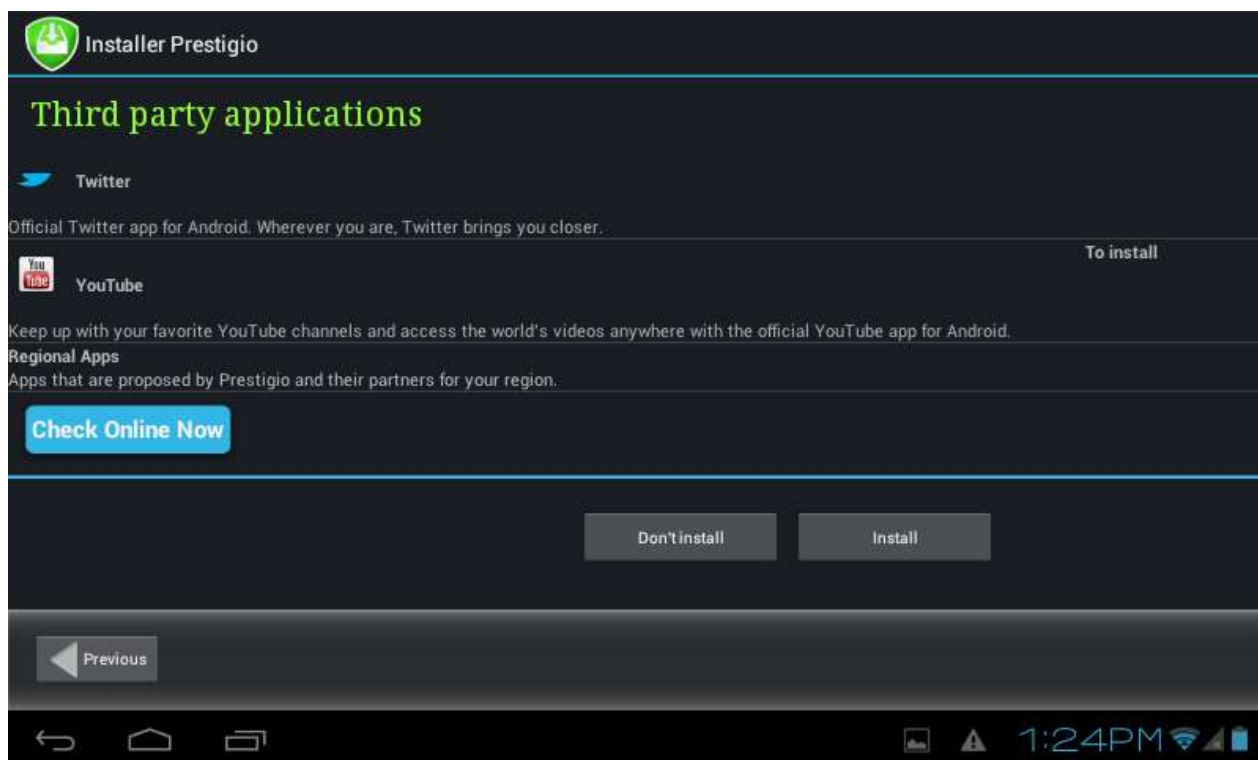 Installer Prestigio
Third party applications
Twitter
Official Twitter app for Android. Wherever you are, Twitter brings you closer.
To install
You
Tube
YouTube
Keep up with your favorite YouTube channels and access the world's videos anywhere with the official YouTube app for Android.
Regional Apps
Apps that are proposed by Prestigio and their partners for your region.
Check Online Now
Don't install
Install
Previous
1:24PM